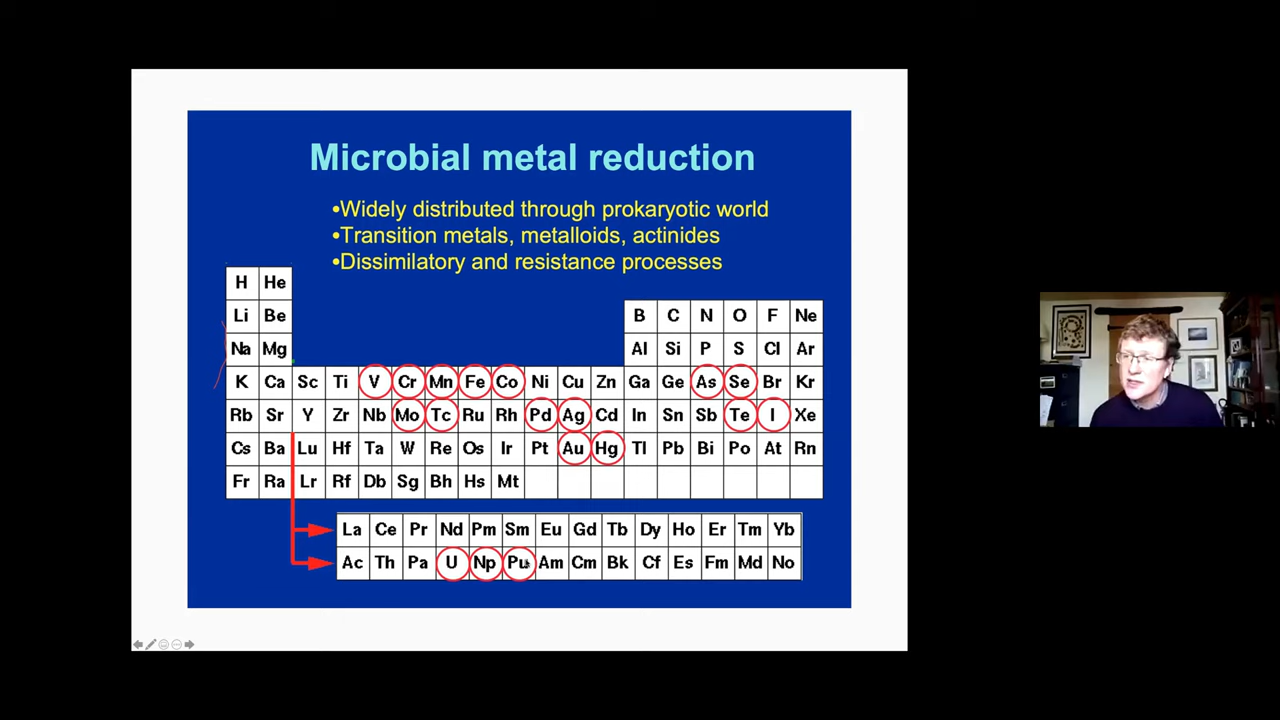 Microbial metal reduction
•Widely distributed through prokaryotic world
•Transition metals, metalloids, actinides
•Dissimilatory and resistance processes
H He
Li Be B C N O F Ne
Na Mg Al Si P S Cl Ar
K Ca Sc Ti V Cr Mn Fe Co Ni Cu Zn Ga Ge As Se Br Kr
Rb Sr Y Zr Nb Mo Tc Ru Rh Pd Ag Cd In Sn Sb Te I Xe
Cs Ba Lu Hf Ta W Re Os Ir Pt Au Hg Tl Pb Bi Po At Rn
Fr Ra Lr Rf Db Sg Bh Hs Mt
La Ce Pr Nd Pm Sm Eu Gd Tb Dy Ho Er Tm Yb
Ac Th Pa U Np Pu Am Cm Bk Cf Es Fm Md No